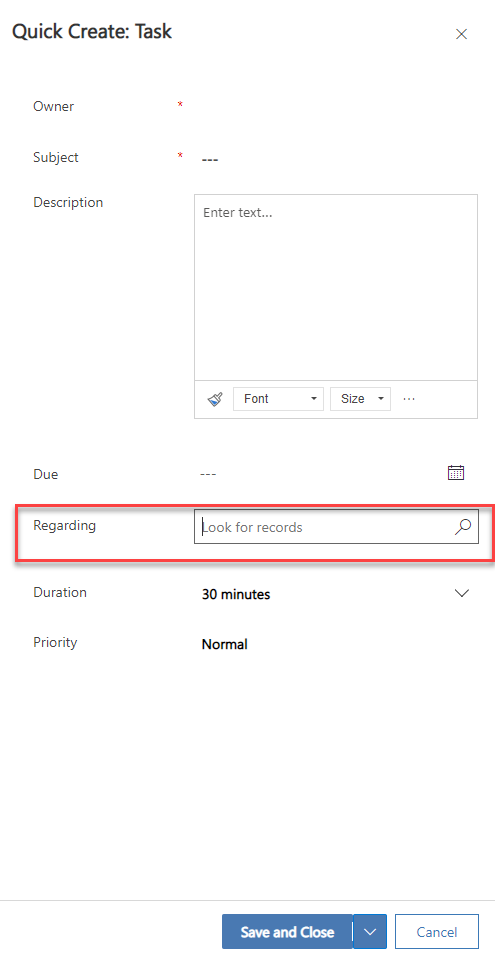 Quick Create: Task
Owner *
Subject * ---
Description
Enter text...
Font Size ...
Due ---
Regarding Look for records
Duration 30 minutes
Priority Normal
Save and Close Cancel